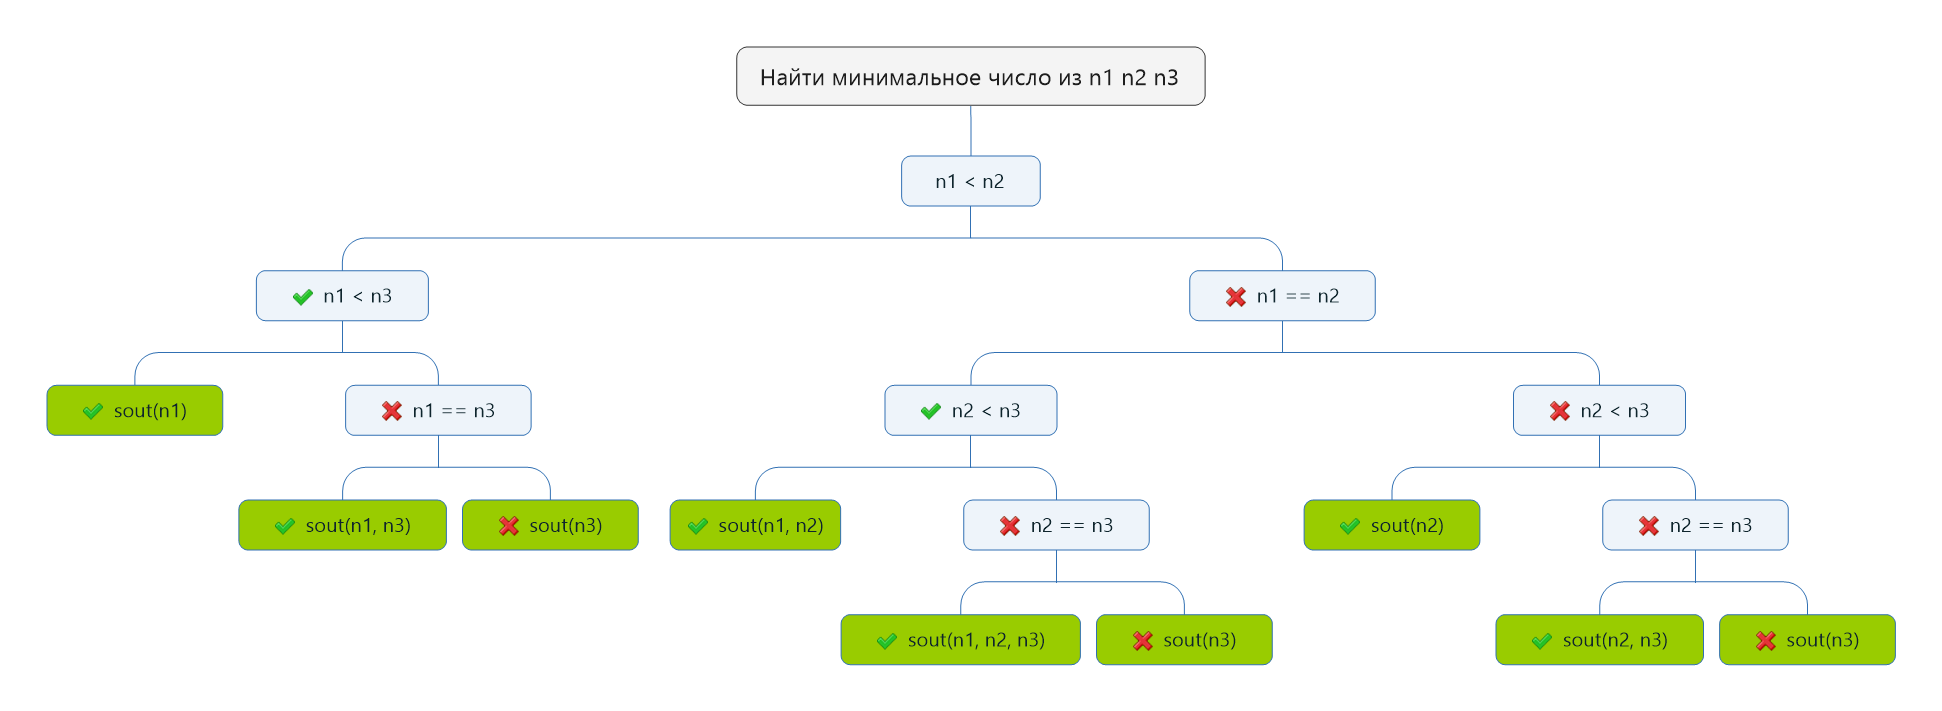 Найти минимальное число из n1 n2 n3
n1 < n2
n1 < n3
n1 == n2
sout(n1)
n1 == n3
n2 < n3
n2 < n3
sout(n1, n3)
sout(n3)
sout(n1, n2)
n2 == n3
sout(n2)
n2 == n3
sout(n1, n2, n3)
sout(n3)
sout(n2, n3)
sout(n3)